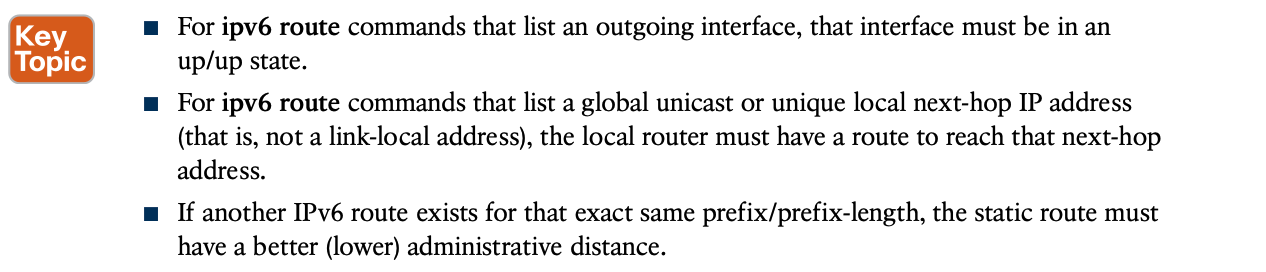 Key
Topic
■ For ipv6 route commands that list an outgoing interface, that interface must be in an
up/up state.
■ For ipv6 route commands that list a global unicast or unique local next-hop IP address
(that is, not a link-local address), the local router must have a route to reach that next-hop
address.
■ If another IPv6 route exists for that exact same prefix/prefix-length, the static route must
have a better (lower) administrative distance.